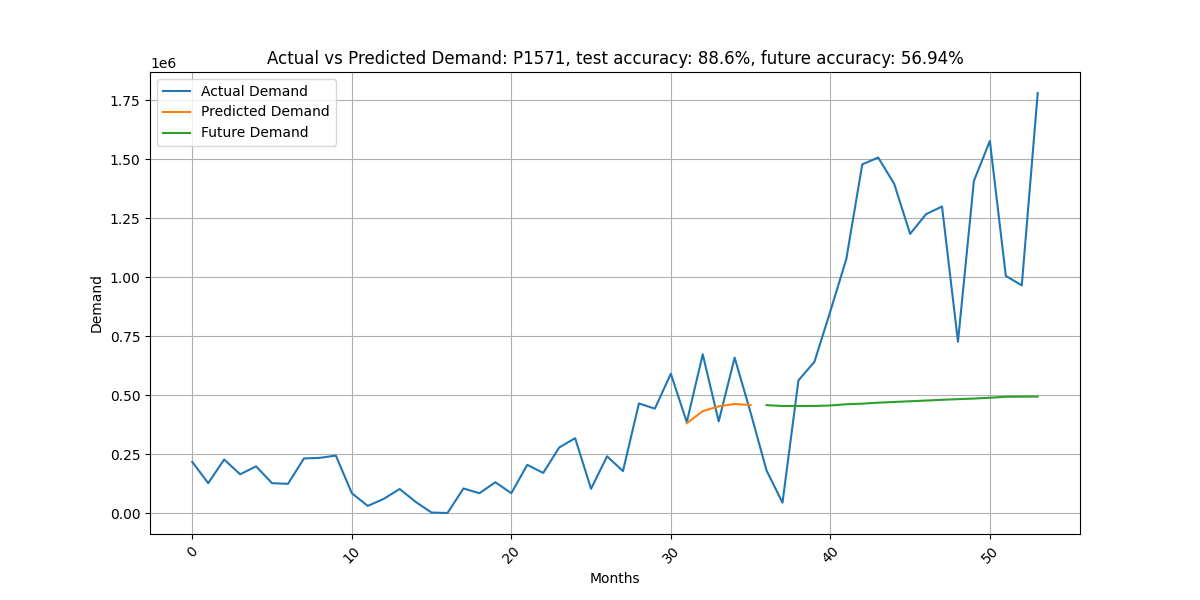 Actual vs Predicted Demand: P1571, test accuracy: 88.6%, future accuracy: 56.94%
1e6
Actual Demand
Predicted Demand
Future Demand
1.75
1.50
1.25
1.00
0.75
0.50
0.25
0.00
Demand
0 10 20 30 40 50
Months